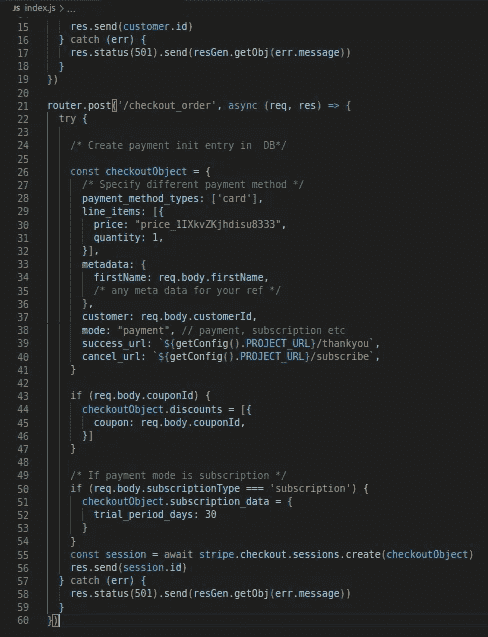 JS index.js > ...
15 res.send(customer.id)
16 } catch (err) {
17 res.status(501).send(resGen.getObj(err.message))
18 }
19 })
20
21 router.post('/checkout_order', async (req, res) => {
22 try {
23
24 /* Create payment init entry in  DB*/
25
26 const checkoutObject = {
27 /* Specify different payment method */
28 payment_method_types: ['card'],
29 line_items: [{
30 price: "price_1IXkvZKjhdisu8333",
31 quantity: 1,
32 }],
33 metadata: {
34 firstName: req.body.firstName,
35 /* any meta data for your ref */
36 },
37 customer: req.body.customerId,
38 mode: "payment", // payment, subscription etc
39 success_url: `${getConfig().PROJECT_URL}/thankyou`,
40 cancel_url: `${getConfig().PROJECT_URL}/subscribe`,
41 }
42
43 if (req.body.couponId) {
44 checkoutObject.discounts = [{
45 coupon: req.body.couponId,
46 }]
47 }
48
49 /* If payment mode is subscription */
50 if (req.body.subscriptionType === 'subscription') {
51 checkoutObject.subscription_data = {
52 trial_period_days: 30
53 }
54 }
55 const session = await stripe.checkout.sessions.create(checkoutObject)
56 res.send(session.id)
57 } catch (err) {
58 res.status(501).send(resGen.getObj(err.message))
59 }
60 })